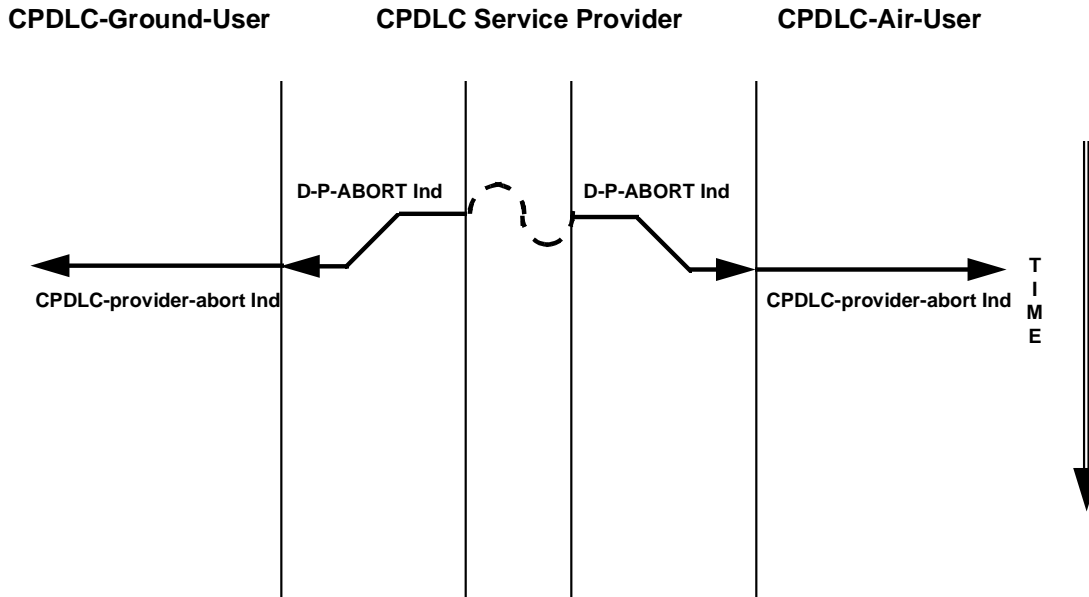 CPDLC-Ground-User
CPDLC Service Provider
CPDLC-Air-User
D-P-ABORT Ind
D-P-ABORT Ind
CPDLC-provider-abort Ind
CPDLC-provider-abort Ind
T
I
M
E